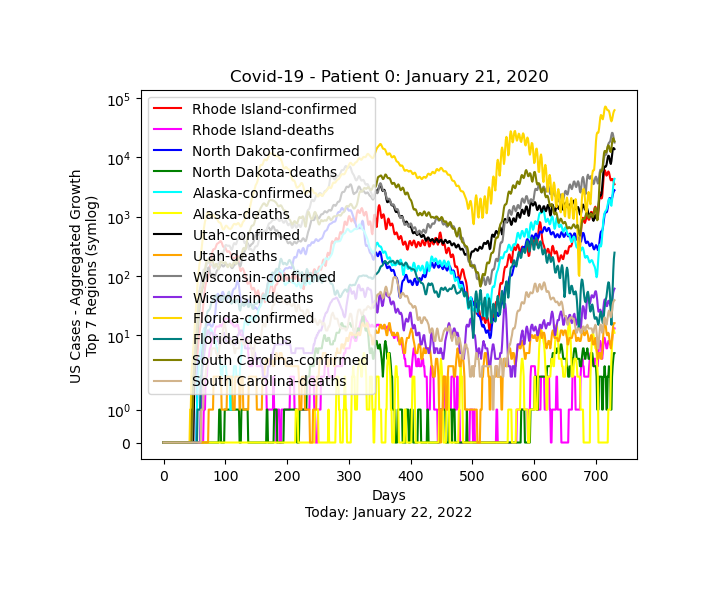 Covid-19 - Patient 0: January 21, 2020
US Cases - Aggregated Growth
Top 7 Regions (symlog)
10^5
10^4
10^3
10^2
10^1
10^0
0
Rhode Island-confirmed
Rhode Island-deaths
North Dakota-confirmed
North Dakota-deaths
Alaska-confirmed
Alaska-deaths
Utah-confirmed
Utah-deaths
Wisconsin-confirmed
Wisconsin-deaths
Florida-confirmed
Florida-deaths
South Carolina-confirmed
South Carolina-deaths
0 100 200 300 400 500 600 700
Days
Today: January 22, 2022